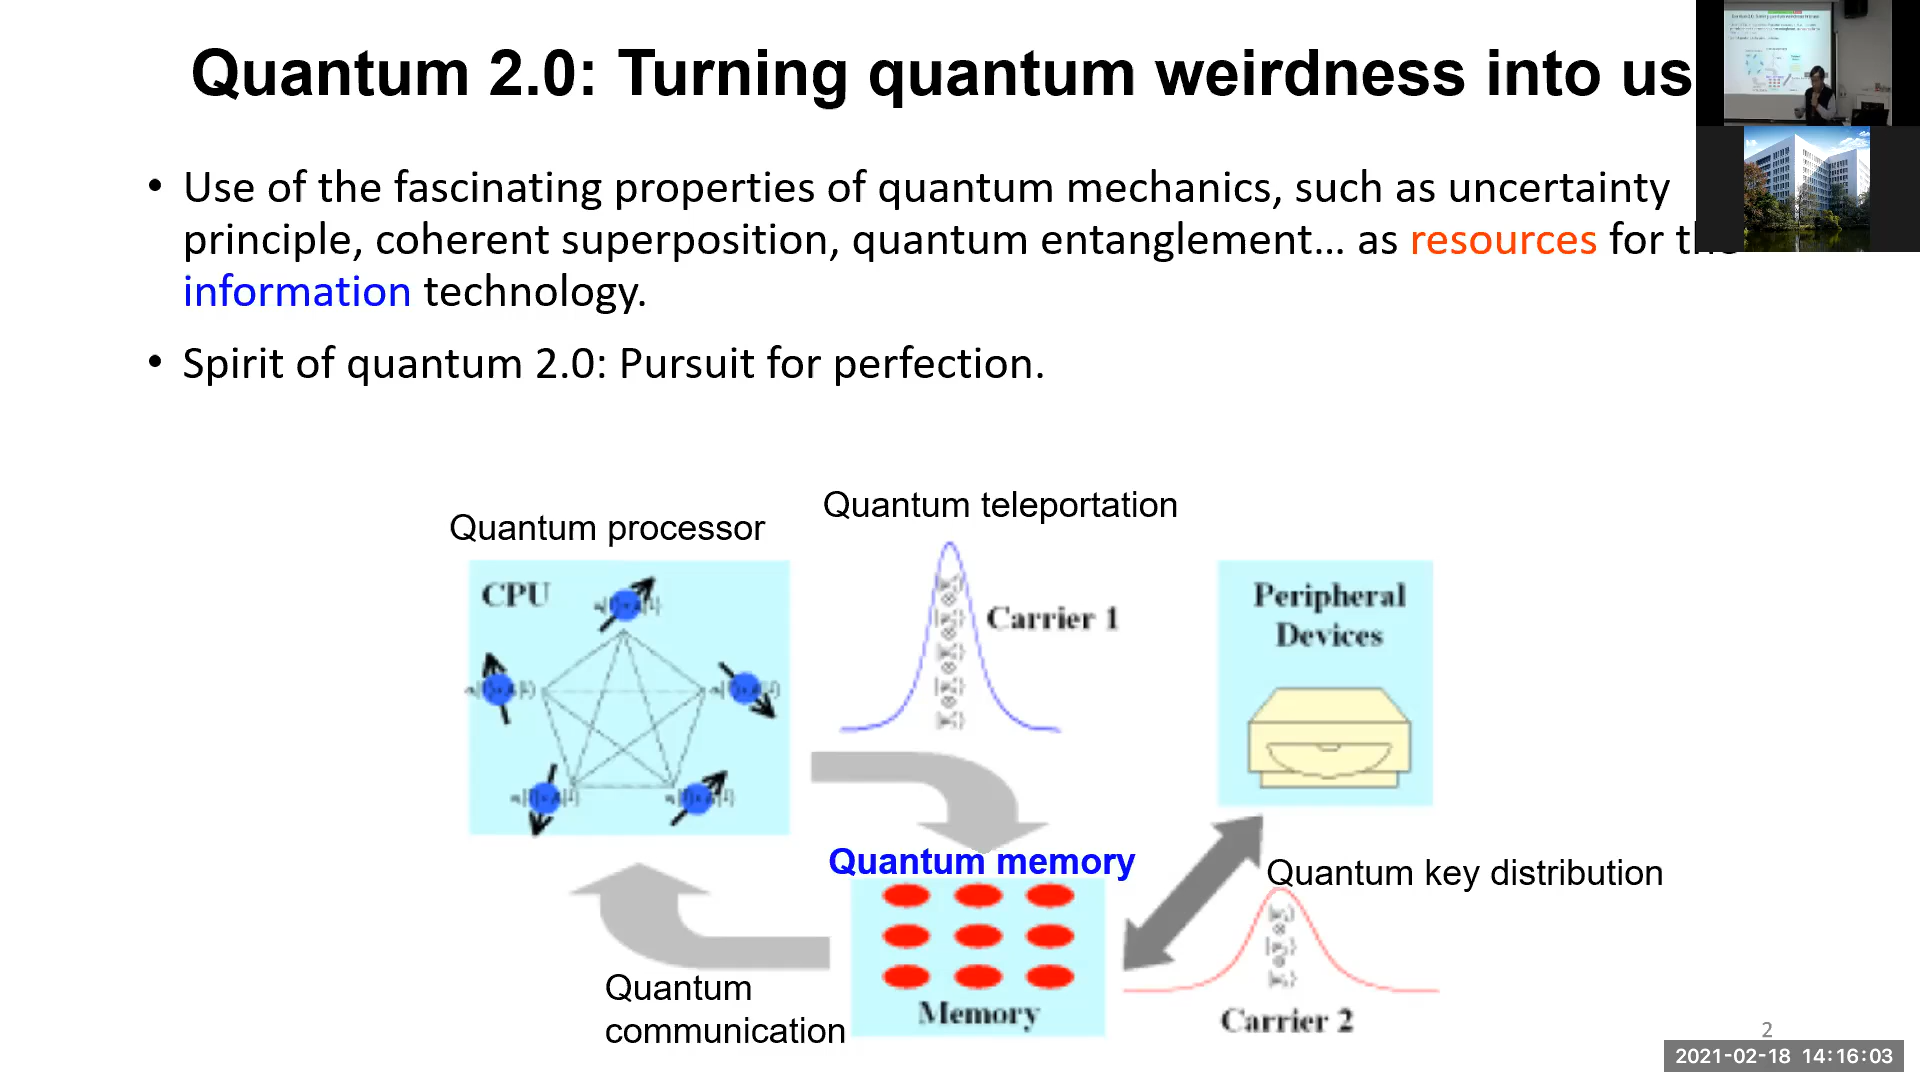 Quantum 2.0: Turning quantum weirdness into us
• Use of the fascinating properties of quantum mechanics, such as uncertainty
principle, coherent superposition, quantum entanglement… as resources for
information technology.
• Spirit of quantum 2.0: Pursuit for perfection.
Quantum teleportation
Quantum processor
CPU
Carrier 1
Peripheral
Devices
Quantum memory
Quantum key distribution
Quantum
communication
Memory
Carrier 2
2
2021-02-18 14:16:03